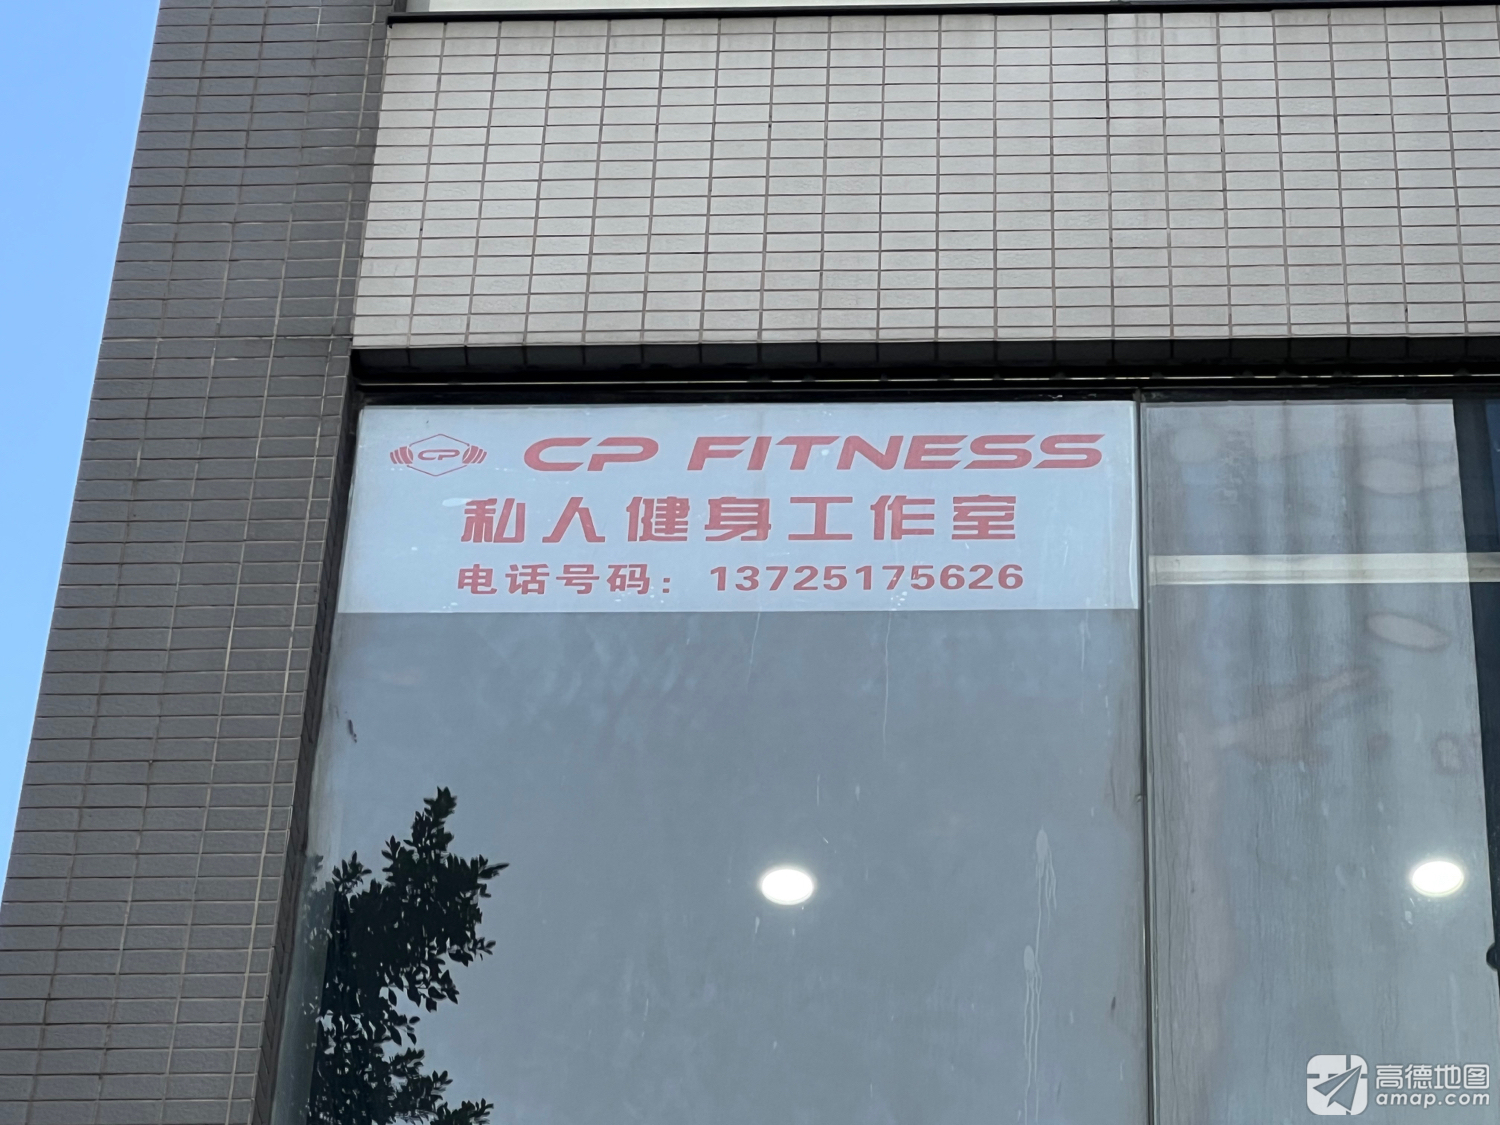 CP
CP FITNESS
私人健身工作室
电话号码：13725175626
高德地图
amap.com